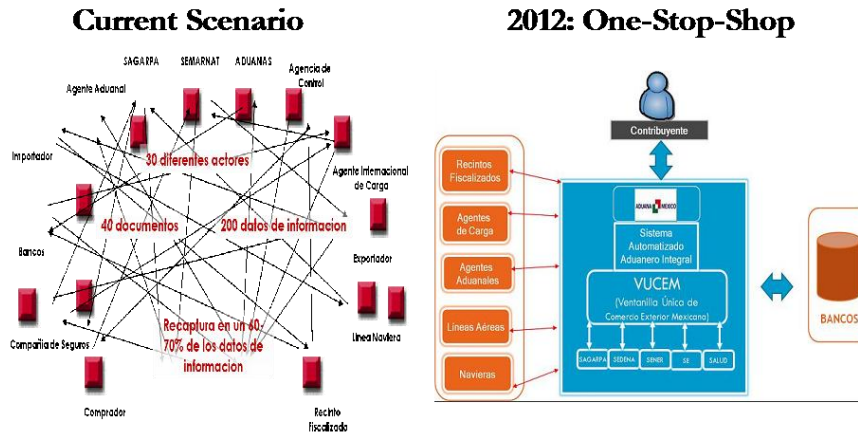 Current Scenario
SAGARPA
SEMARNAT
ADUANAS
Agencia de
Control
Agente Aduanal
Importador
30 diferentes actores
Agente Internacional
de Carga
40 documentos
200 datos de informacion
Bancos
Exportador
Compañia de Seguros
Recaptura en un 60-
70% de los datos de
informacion
Linea Naviera
Comprador
Recinto
Fiscalizado
2012: One-Stop-Shop
Contribuyente
Recintos
Fiscalizados
Agentes
de Carga
Agentes
Aduanales
Líneas Aéreas
Navieras
ADUANA MEXICO
Sistema
Automatizado
Aduanero Integral
VUCEM
(Ventanilla Única de
Comercio Exterior Mexicano)
SAGARPA
SEDENA
SENER
SE
SALUD
BANCOS